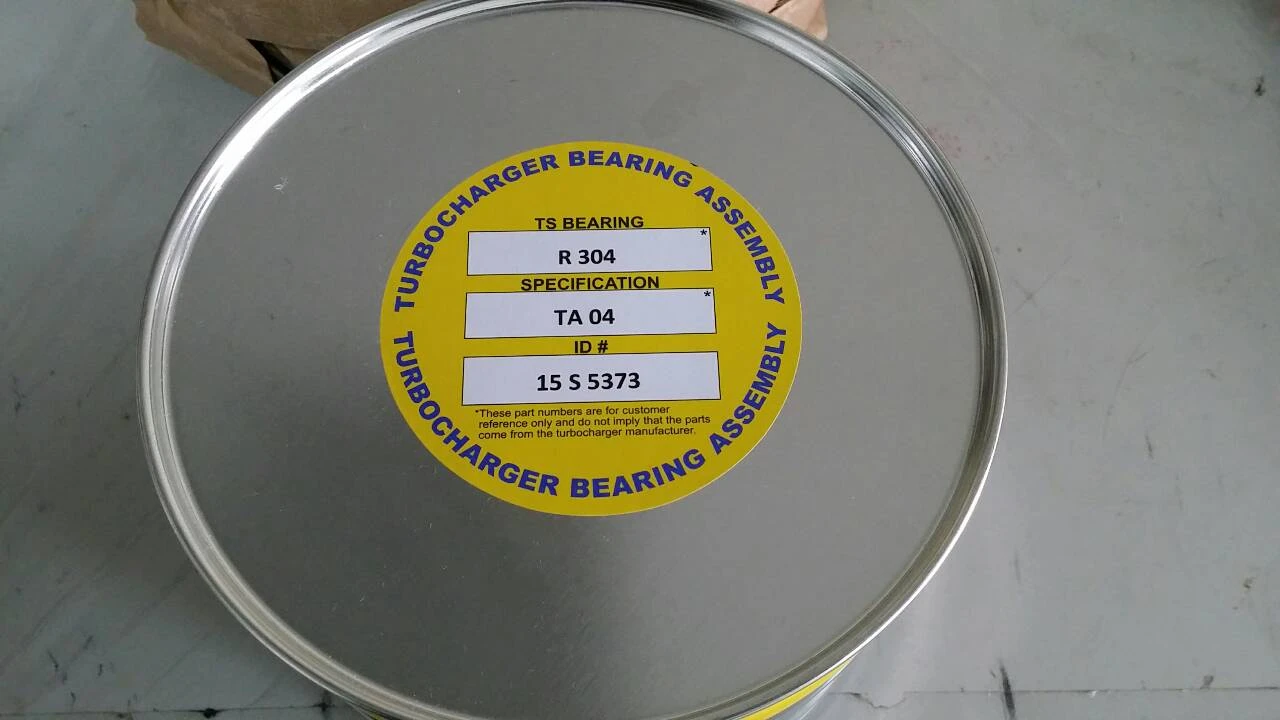 TURBOCHARGER BEARING ASSEMBLY
TS BEARING
*
R 304
SPECIFICATION
*
TA 04
ID #
15 S 5373
*These part numbers are for customer
reference only and do not imply that the parts
come from the turbocharger manufacturer.
TURBOCHARGER BEARING ASSEMBLY